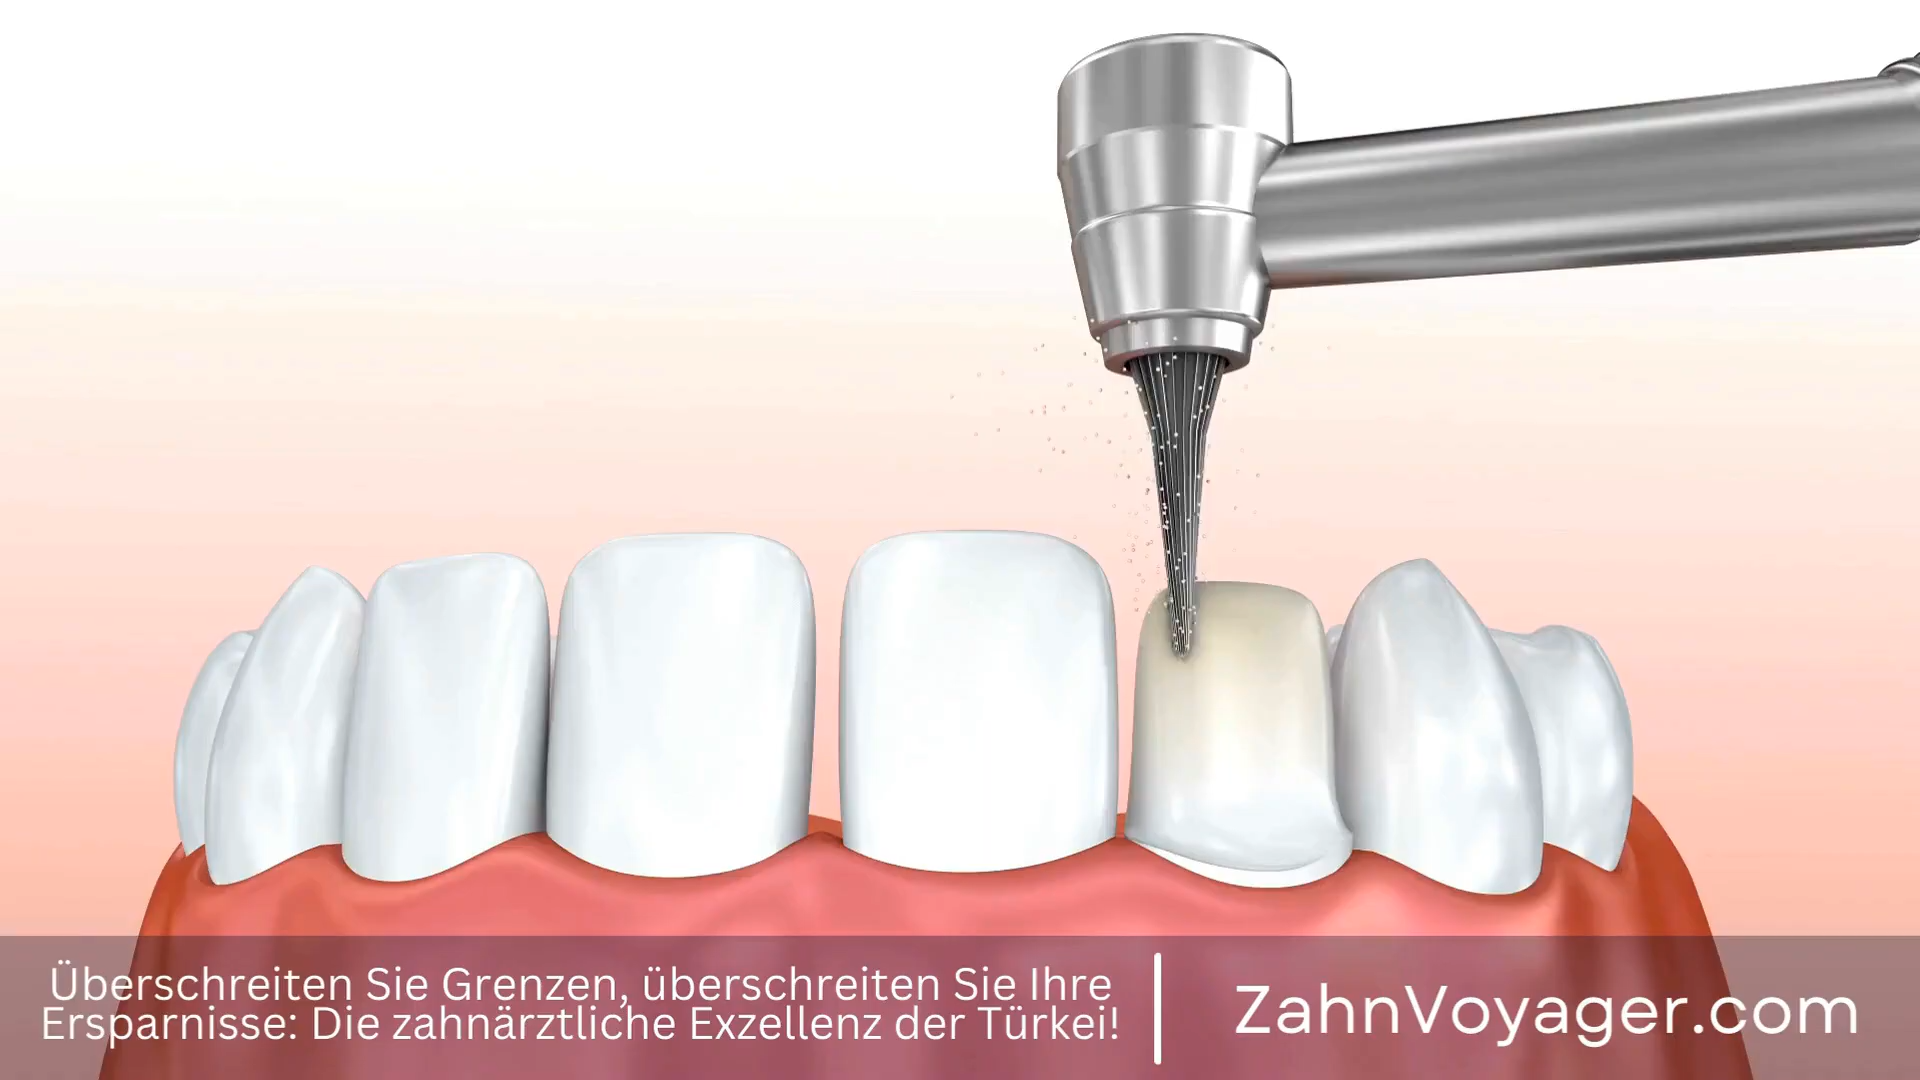 Überschreiten Sie Grenzen, überschreiten Sie Ihre
Ersparnisse: Die zahnärztliche Exzellenz der Türkei!
ZahnVoyager.com